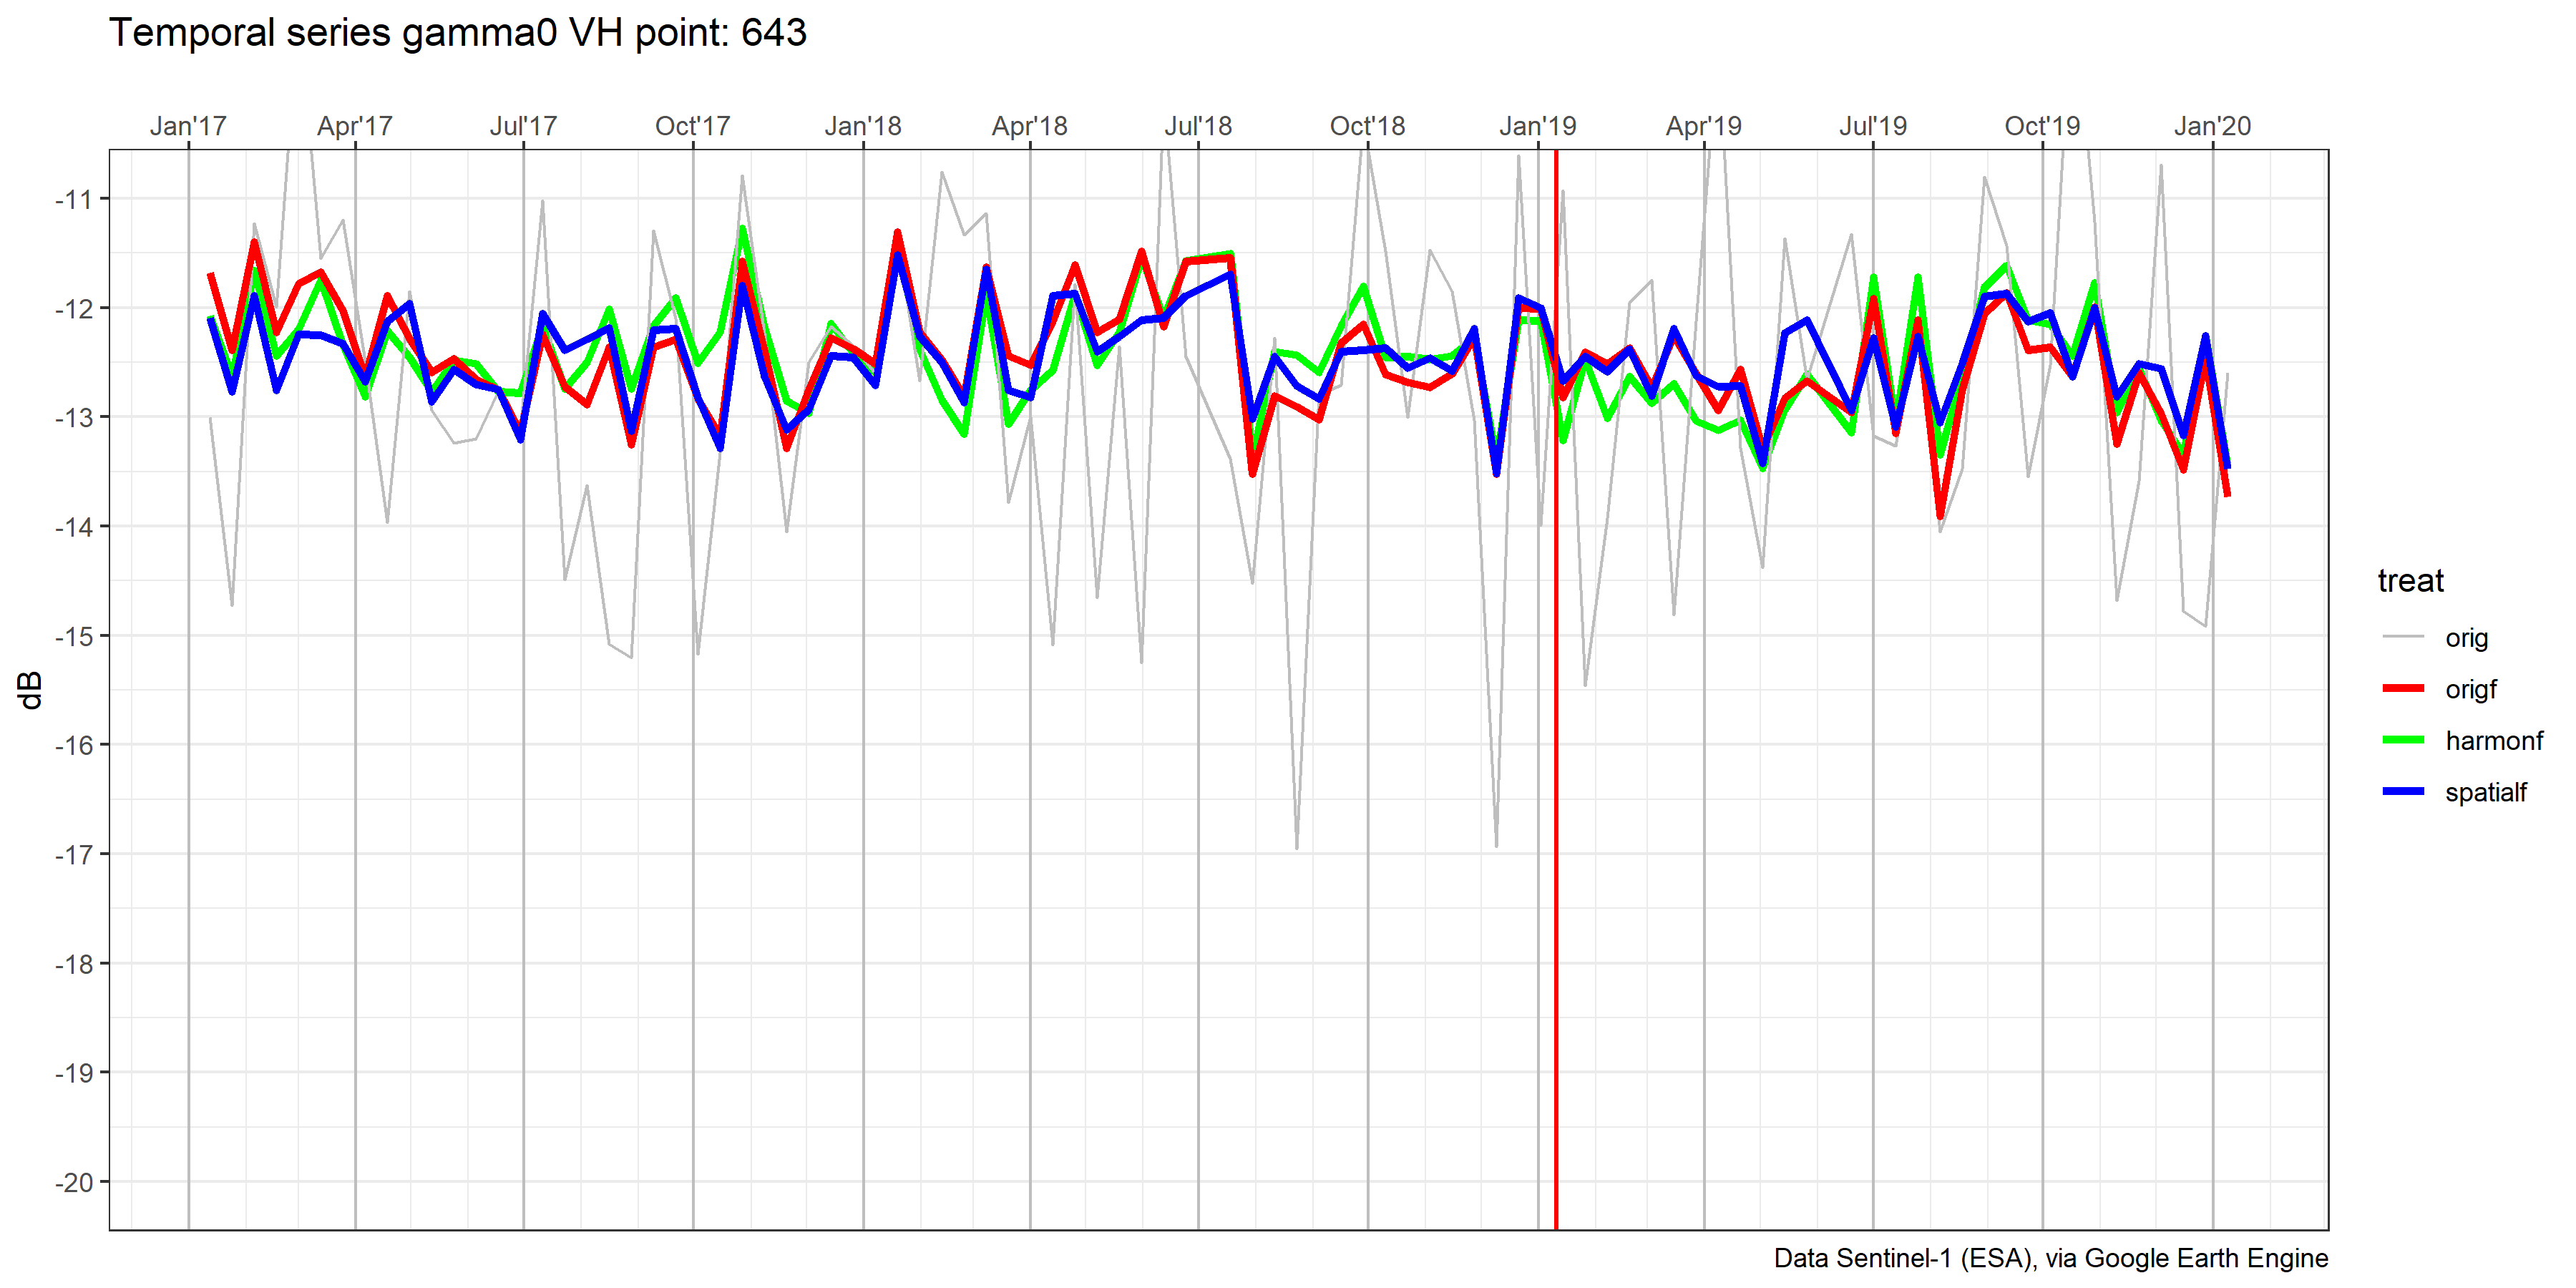 Temporal series gamma0 VH point: 643
Jan'17 Apr'17 Jul'17 Oct'17 Jan'18 Apr'18 Jul'18 Oct'18 Jan'19 Apr'19 Jul'19 Oct'19 Jan'20
-11
-12
-13
-14
-15
-16
-17
-18
-19
-20
dB
treat
orig
origf
harmonf
spatialf
Data Sentinel-1 (ESA), via Google Earth Engine